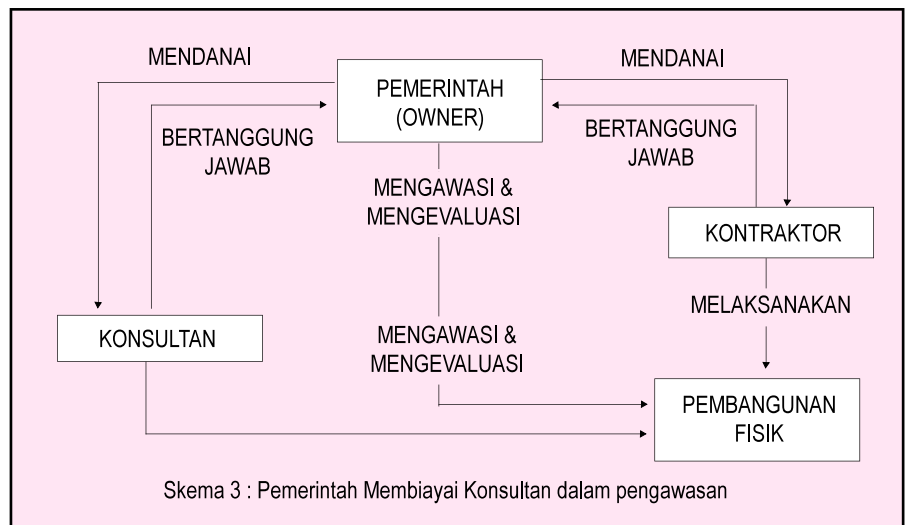 MENDANAI
MENDANAI
PEMERINTAH
(OWNER)
BERTANGGUNG
JAWAB
BERTANGGUNG
JAWAB
MENGAWASI &
MENGEVALUASI
KONTRAKTOR
MELAKSANAKAN
KONSULTAN
MENGAWASI &
MENGEVALUASI
PEMBANGUNAN
FISIK
Skema 3 : Pemerintah Membiayai Konsultan dalam pengawasan